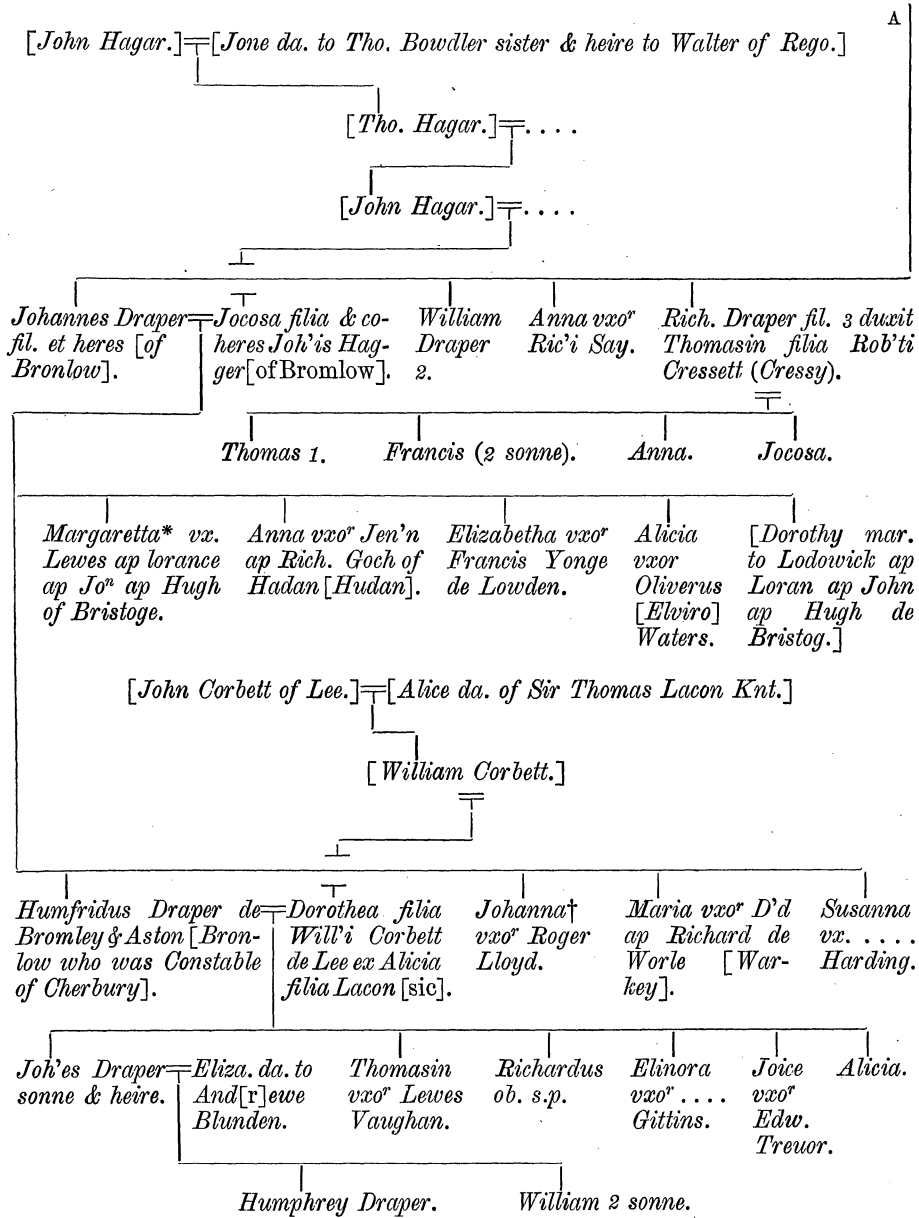 A
[John Hagar.]=[Jone da. to Tho. Bowdler sister & heire to Walter of Rego.]
[Tho. Hagar.]=. . . .
[John Hagar.]=. . . .
Johannes Draper=
fil. et heres [of
Bronlow].
Jocosa filia & co-
heres Joh'is Hag-
ger[of Bromlow].
William
Draper
2.
Anna vxoʳ
Ric'i Say.
Rich. Draper fil. 3 duxit
Thomasin filia Rob'ti
Cressett (Cressy).
Thomas 1.
Francis (2 sonne).
Anna.
Jocosa.
Margaretta* vx.
Lewes ap lorance
ap Joⁿ ap Hugh
of Bristoge.
Anna vxoʳ Jen'n
ap Rich. Goch of
Hadan [Hudan].
Elizabetha vxoʳ
Francis Yonge
de Lowden.
Alicia
vxor
Oliverus
[Elviro]
Waters.
[Dorothy mar.
to Lodowick ap
Loran ap John
ap Hugh de
Bristog.]
[John Corbett of Lee.]=[Alice da. of Sir Thomas Lacon Knt.]
[William Corbett.]
Humfridus Draper de=
Bromley & Aston [Bron-
low who was Constable
of Cherbury].
Dorothea filia
Will'i Corbett
de Lee ex Alicia
filia Lacon [sic].
Johanna†
vxoʳ Roger
Lloyd.
Maria vxoʳ D'd
ap Richard de
Worle [War-
key].
Susanna
vx. . . . .
Harding.
Joh'es Draper=
sonne & heire.
Eliza. da. to
And[r]ewe
Blunden.
Thomasin
vxoʳ Lewes
Vaughan.
Richardus
ob. s.p.
Elinora
vxoʳ . . . .
Gittins.
Joice
vxoʳ
Edw.
Treuor.
Alicia.
Humphrey Draper.
William 2 sonne.